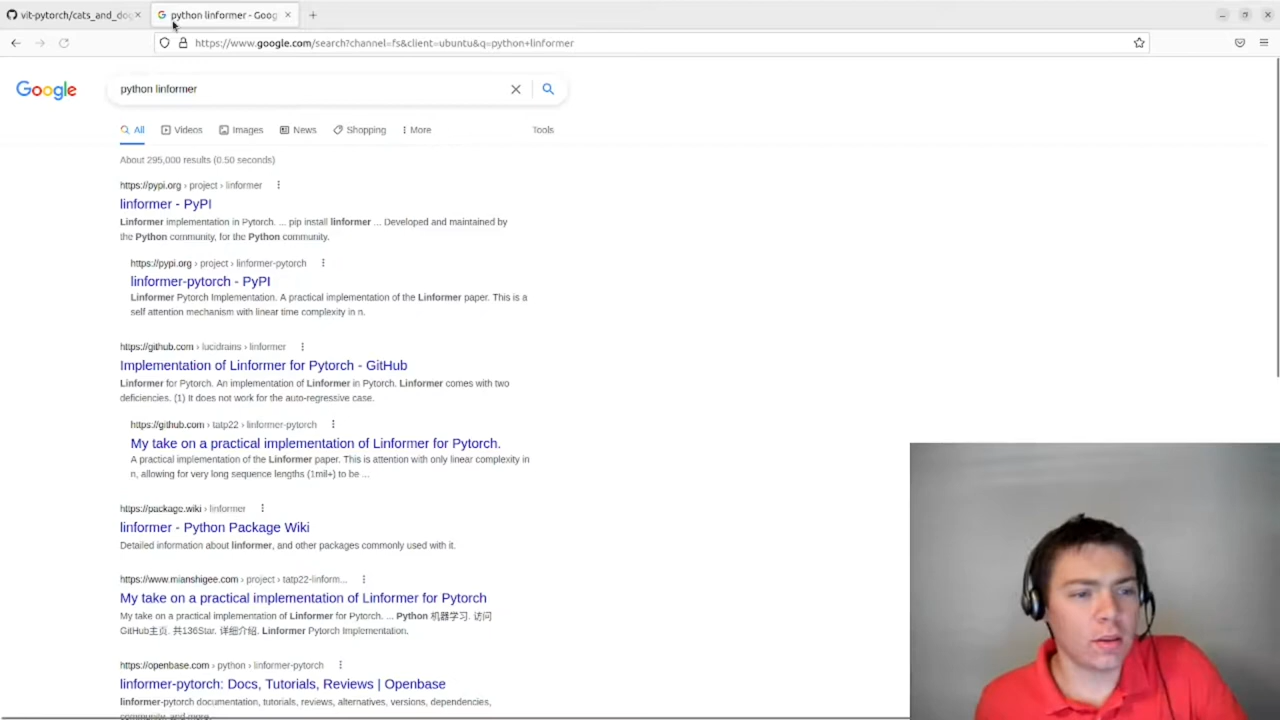 vit-pytorch/cats_and_do
python linformer - Goog
https://www.google.com/search?channel=fs&client=ubuntu&q=python+linformer
Google
python linformer
All Videos Images News Shopping More Tools
About 295,000 results (0.50 seconds)
https://pypi.org › project › linformer
linformer - PyPI
Linformer implementation in Pytorch. ... pip install linformer ... Developed and maintained by
the Python community, for the Python community.
https://pypi.org › project › linformer-pytorch
linformer-pytorch - PyPI
Linformer Pytorch Implementation. A practical implementation of the Linformer paper. This is a
self attention mechanism with linear time complexity in n.
https://github.com › lucidrains › linformer
Implementation of Linformer for Pytorch - GitHub
Linformer for Pytorch. An implementation of Linformer in Pytorch. Linformer comes with two
deficiencies. (1) It does not work for the auto-regressive case.
https://github.com › tatp22 › linformer-pytorch
My take on a practical implementation of Linformer for Pytorch.
A practical implementation of the Linformer paper. This is attention with only linear complexity in
n, allowing for very long sequence lengths (1mil+) to be ...
https://package.wiki › linformer
linformer - Python Package Wiki
Detailed information about linformer, and other packages commonly used with it.
https://www.mianshigee.com › project › tatp22-linform...
My take on a practical implementation of Linformer for Pytorch
My take on a practical implementation of Linformer for Pytorch. ... Python 机器学习. 访问
GitHub主页. 共136Star. 详细介绍. Linformer Pytorch Implementation.
https://openbase.com › python › linformer-pytorch
linformer-pytorch: Docs, Tutorials, Reviews | Openbase
linformer-pytorch documentation, tutorials, reviews, alternatives, versions, dependencies,
community, and more.